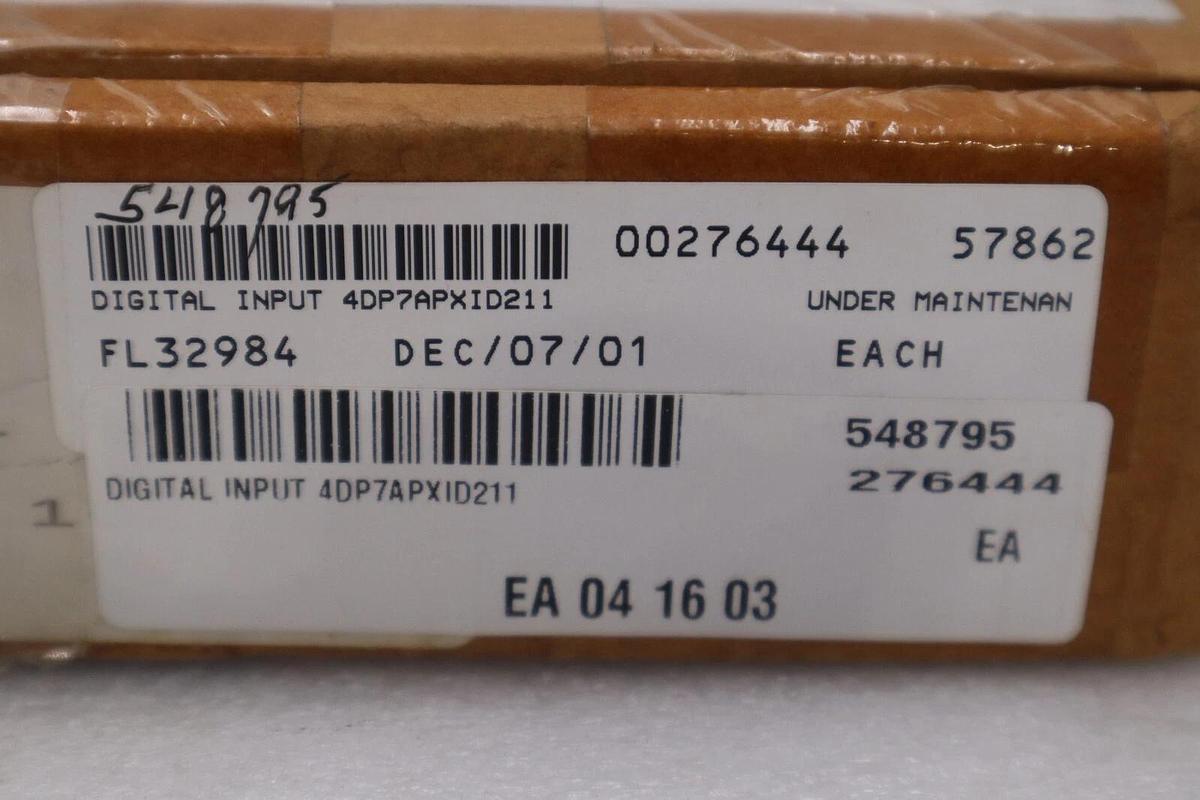 548795
00276444 57862
DIGITAL INPUT 4DP7APXID211 UNDER MAINTENAN
FL32984 DEC/07/01 EACH
548795
DIGITAL INPUT 4DP7APXID211 276444
1
EA
EA 04 16 03